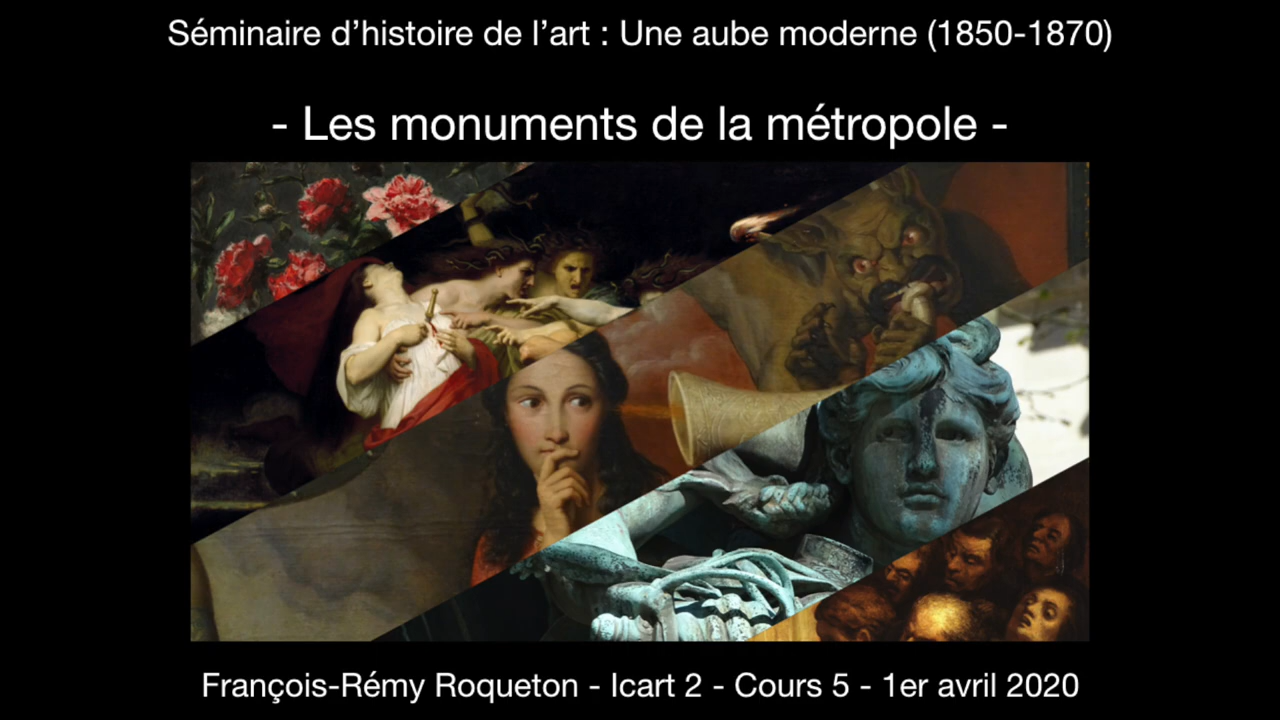 Séminaire d’histoire de l’art : Une aube moderne (1850-1870)
- Les monuments de la métropole -
François-Rémy Roqueton - Icart 2 - Cours 5 - 1er avril 2020